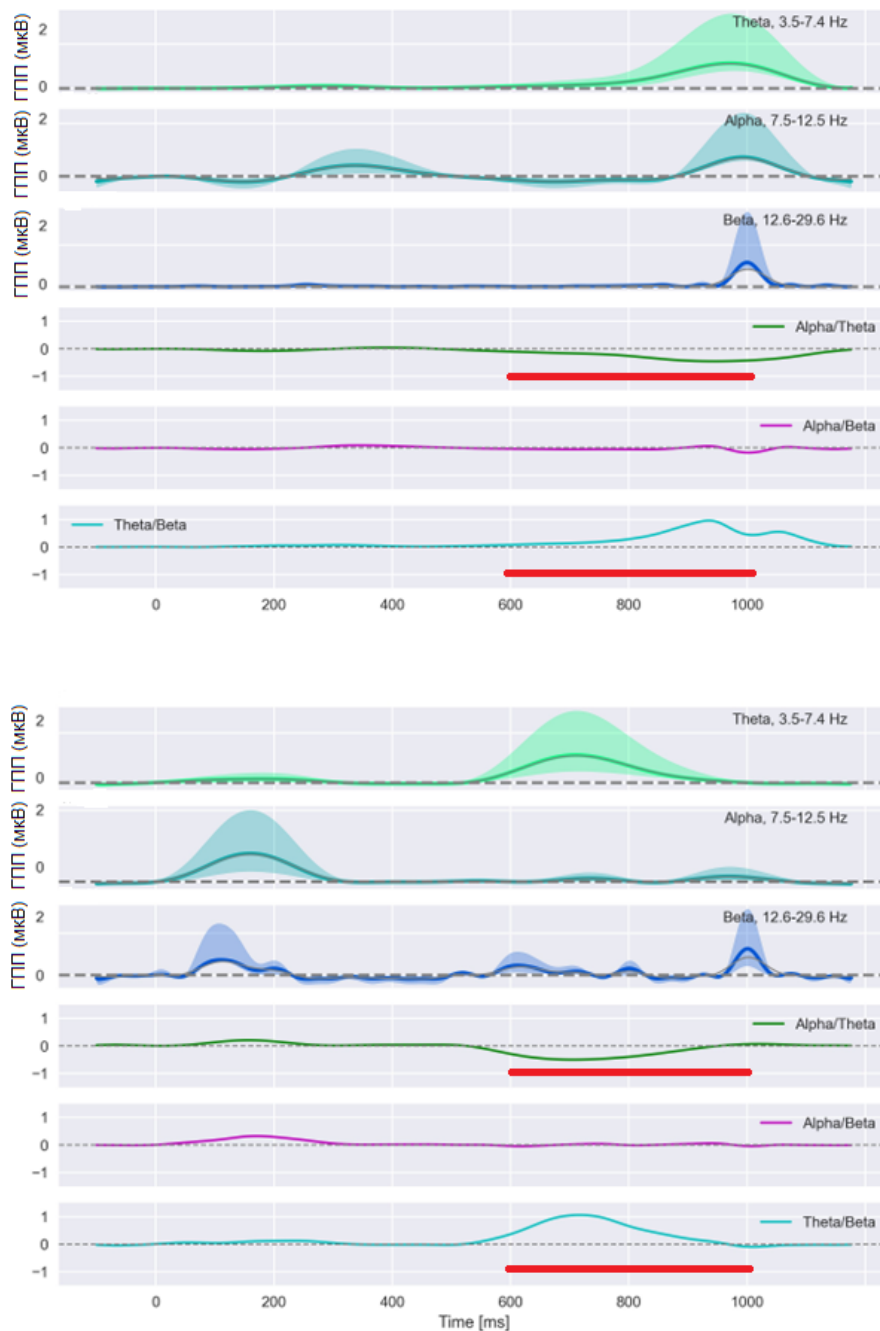 ГПП (мкВ)
2
0
Theta, 3.5-7.4 Hz
ГПП (мкВ)
2
0
Alpha, 7.5-12.5 Hz
ГПП (мкВ)
2
0
Beta, 12.6-29.6 Hz
1
0
−1
Alpha/Theta
1
0
−1
Alpha/Beta
1
0
−1
Theta/Beta
0 200 400 600 800 1000
ГПП (мкВ)
2
0
Theta, 3.5-7.4 Hz
ГПП (мкВ)
2
0
Alpha, 7.5-12.5 Hz
ГПП (мкВ)
2
0
Beta, 12.6-29.6 Hz
1
0
−1
Alpha/Theta
1
0
−1
Alpha/Beta
1
0
−1
Theta/Beta
0 200 400 600 800 1000
Time [ms]